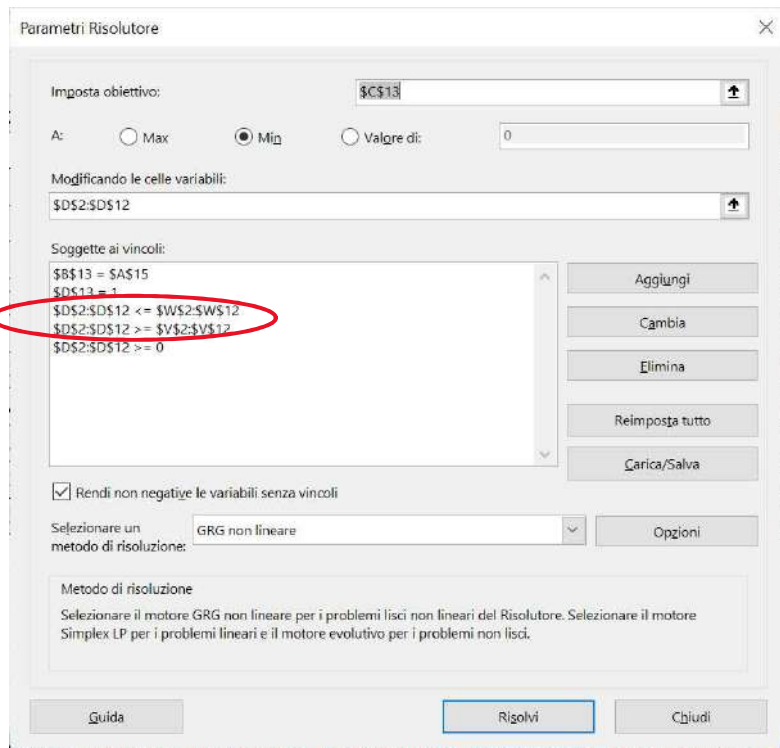 Parametri Risolutore
Imposta obiettivo: $C$13
A: Max Min Valore di: 0
Modificando le celle variabili:
$D$2:$D$12
Soggette ai vincoli:
$B$13 = $A$15
$D$13 = 1
$D$2:$D$12 <= $W$2:$W$12
$D$2:$D$12 >= $V$2:$V$12
$D$2:$D$12 >= 0
Aggiungi
Cambia
Elimina
Reimposta tutto
Carica/Salva
Rendi non negative le variabili senza vincoli
Selezionare un
metodo di risoluzione:
GRG non lineare
Opzioni
Metodo di risoluzione
Selezionare il motore GRG non lineare per i problemi lisci non lineari del Risolutore. Selezionare il motore
Simplex LP per i problemi lineari e il motore evolutivo per i problemi non lisci.
Guida
Risolvi
Chiudi